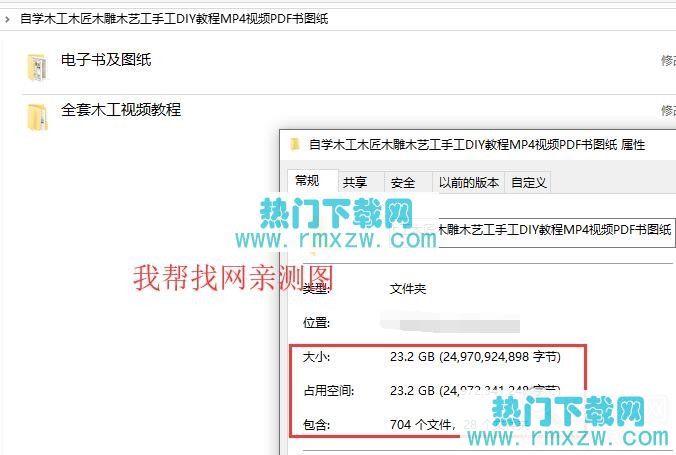 自学木工木匠木雕木艺工手工DIY教程MP4视频PDF书图纸
电子书及图纸
修
全套木工视频教程
修
自学木工木匠木雕木艺工手工DIY教程MP4视频PDF书图纸 属性
常规 共享 安全 以前的版本 自定义
热门下载网
www.rmxzw.com
木雕木艺工手工DIY教程MP4视频PDF书图纸
我帮找网亲测图
类型: 文件夹
位置:
大小: 23.2 GB (24,970,924,898 字节)
占用空间: 23.2 GB (24,972,341,248 字节)
包含: 704 个文件, 28 个
热门下载网
www.rmxzw.com